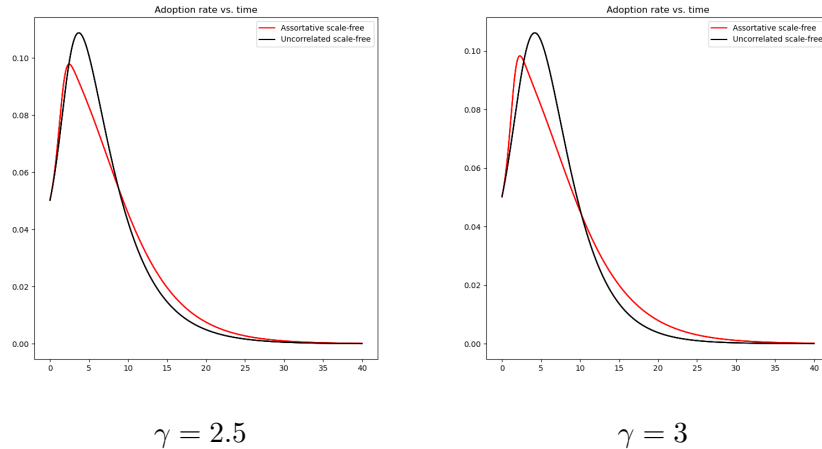 Adoption rate vs. time
Assortative scale-free
Uncorrelated scale-free
0.10
0.08
0.06
0.04
0.02
0.00
0 5 10 15 20 25 30 35 40
γ = 2.5
Adoption rate vs. time
Assortative scale-free
Uncorrelated scale-free
0.10
0.08
0.06
0.04
0.02
0.00
0 5 10 15 20 25 30 35 40
γ = 3